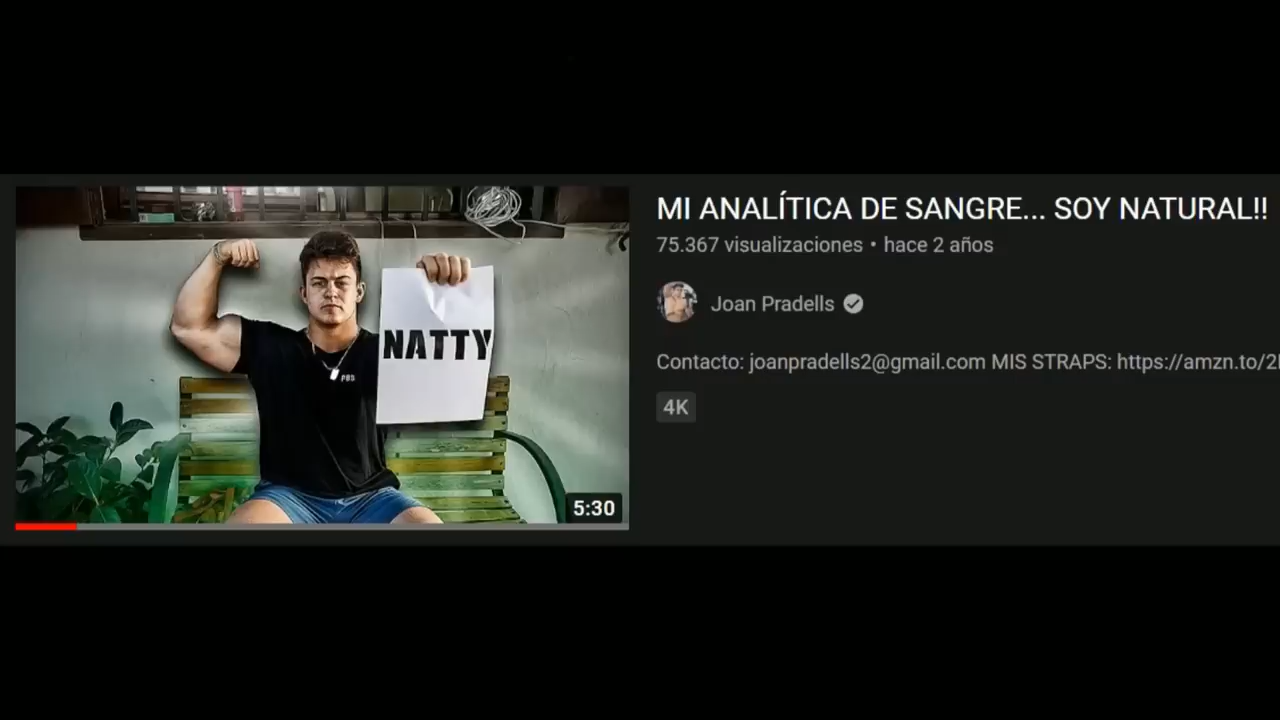 MI ANALÍTICA DE SANGRE... SOY NATURAL!!
75.367 visualizaciones • hace 2 años
Joan Pradells
Contacto: joanpradells2@gmail.com MIS STRAPS: https://amzn.to/2
4K
NATTY
5:30